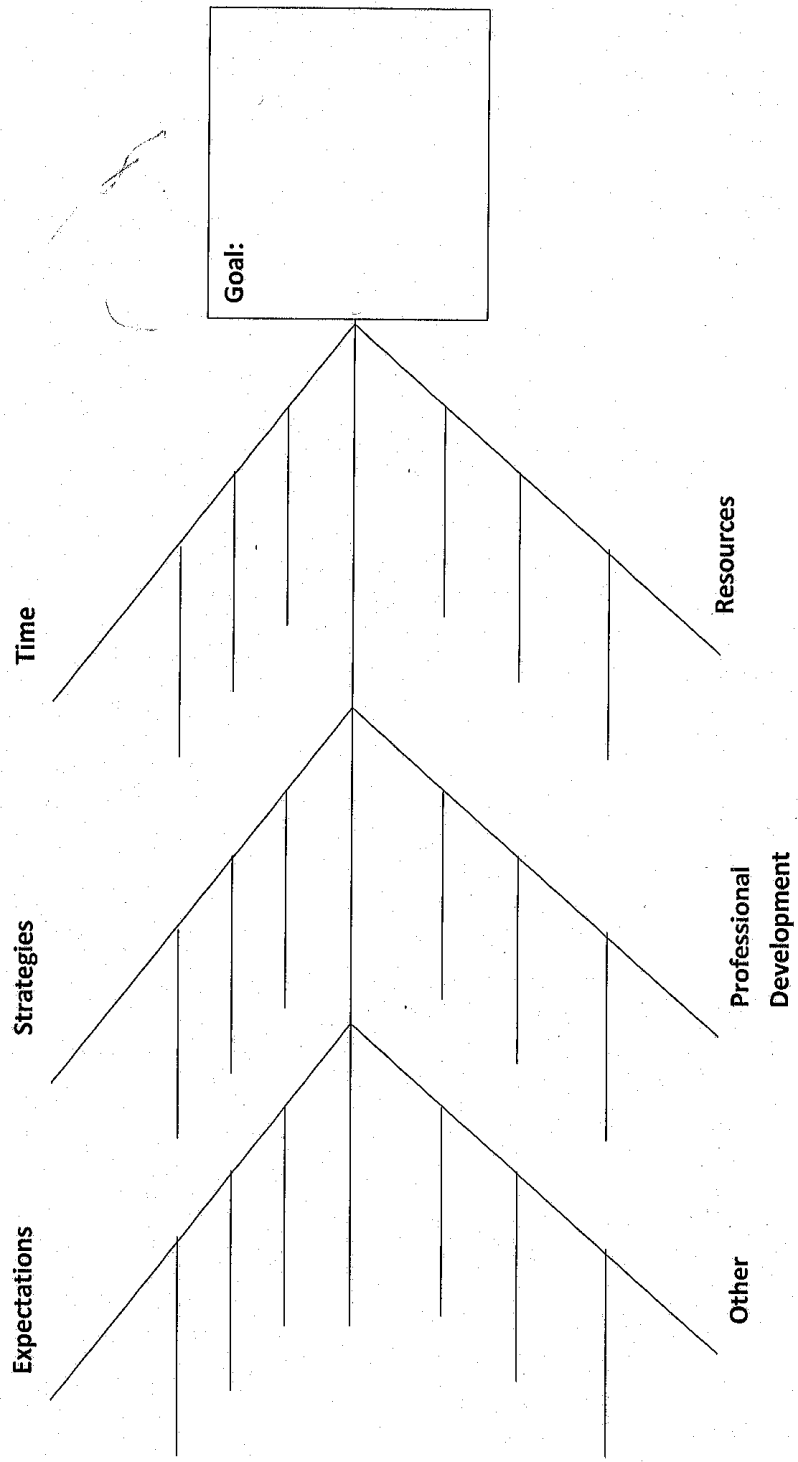 Expectations
Strategies
Time
Goal:
Other
Professional
Development
Resources